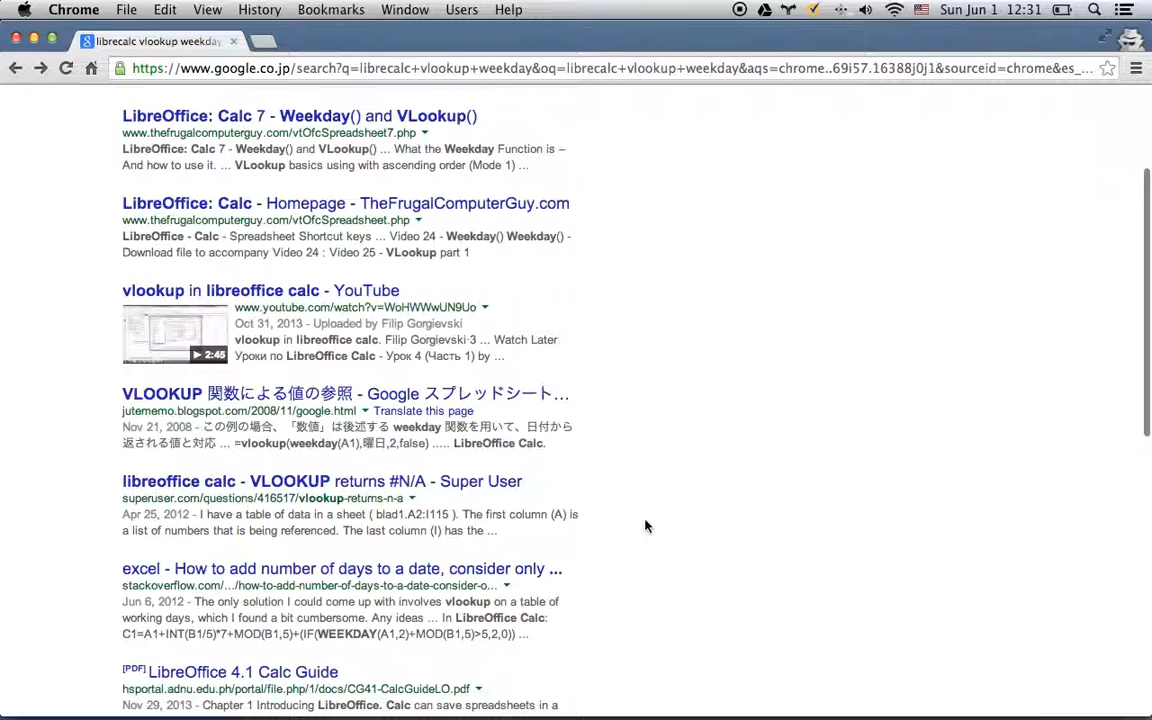 Chrome File Edit View History Bookmarks Window Users Help Sun Jun 1 12:31
librecalc vlookup weekday
https://www.google.co.jp/search?q=librecalc+vlookup+weekday&oq=librecalc+vlookup+weekday&aqs=chrome..69i57.16388j0j1&sourceid=chrome&es_...
LibreOffice: Calc 7 - Weekday() and VLookup()
www.thefrugalcomputerguy.com/vtOfcSpreadsheet7.php
LibreOffice: Calc 7 - Weekday() and VLookup() ... What the Weekday Function is –
And how to use it. ... VLookup basics using with ascending order (Mode 1) ...
LibreOffice: Calc - Homepage - TheFrugalComputerGuy.com
www.thefrugalcomputerguy.com/vtOfcSpreadsheet.php
LibreOffice - Calc - Spreadsheet Shortcut keys ... Video 24 - Weekday() Weekday() -
Download file to accompany Video 24 : Video 25 - VLookup part 1
vlookup in libreoffice calc - YouTube
www.youtube.com/watch?v=WoHWWwUN9Uo
Oct 31, 2013 - Uploaded by Filip Gorgievski
vlookup in libreoffice calc. Filip Gorgievski·3 ... Watch Later
Уроки по LibreOffice Calc - Урок 4 (Часть 1) by ...
2:45
VLOOKUP 関数による値の参照 - Google スプレッドシート...
jutememo.blogspot.com/2008/11/google.html Translate this page
Nov 21, 2008 - この例の場合、「数値」は後述する weekday 関数を用いて、日付から
返される値と対応 ... =vlookup(weekday(A1),曜日,2,false) ..... LibreOffice Calc.
libreoffice calc - VLOOKUP returns #N/A - Super User
superuser.com/questions/416517/vlookup-returns-n-a
Apr 25, 2012 - I have a table of data in a sheet ( blad1.A2:I115 ). The first column (A) is
a list of numbers that is being referenced. The last column (I) has the ...
excel - How to add number of days to a date, consider only ...
stackoverflow.com/.../how-to-add-number-of-days-to-a-date-consider-o...
Jun 6, 2012 - The only solution I could come up with involves vlookup on a table of
working days, which I found a bit cumbersome. Any ideas ... In LibreOffice Calc:
C1=A1+INT(B1/5)*7+MOD(B1,5)+(IF(WEEKDAY(A1,2)+MOD(B1,5)>5,2,0)) ...
[PDF] LibreOffice 4.1 Calc Guide
hsportal.adnu.edu.ph/portal/file.php/1/docs/CG41-CalcGuideLO.pdf
Nov 29, 2013 - Chapter 1 Introducing LibreOffice. Calc can save spreadsheets in a